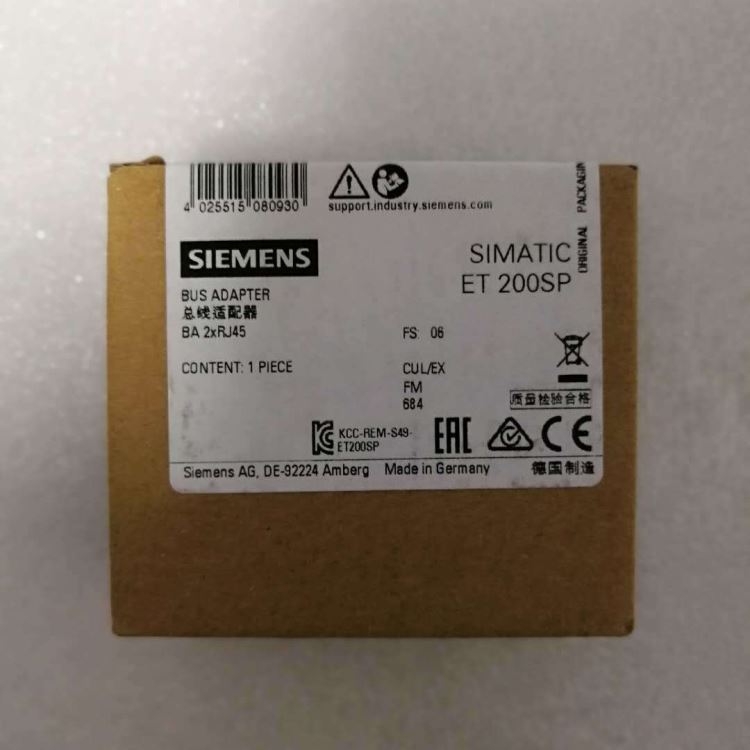 4 025515 080930
support.industry.siemens.com
ORIGINAL PACKAGIN
SIEMENS
SIMATIC
ET 200SP
BUS ADAPTER
总线适配器
BA 2xRJ45
FS: 06
CONTENT: 1 PIECE
CUL/EX
FM
684
质量检验合格
KCC-REM-S49-
ET200SP
EAC
CE
Siemens AG, DE-92224 Amberg Made in Germany 德国制造